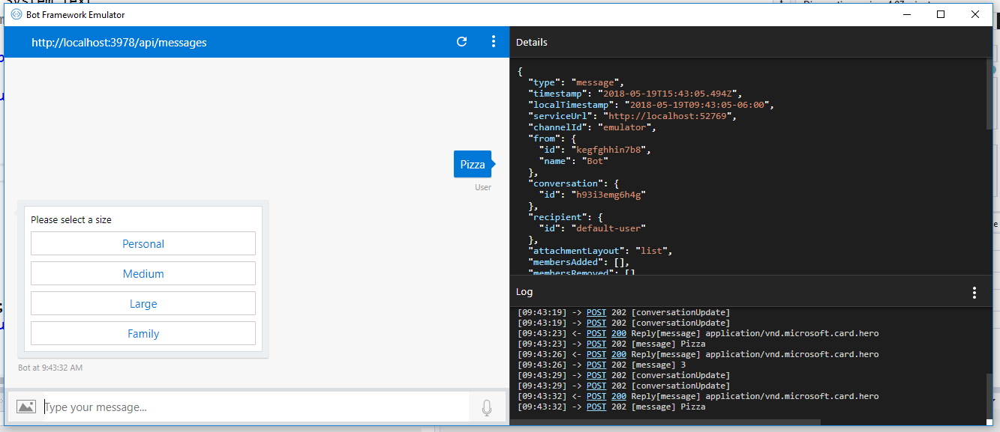 System Text
Bot Framework Emulator
http://localhost:3978/api/messages
Pizza
User
Please select a size
Personal
Medium
Large
Family
Bot at 9:43:32 AM
Type your message...
Details
{
"type": "message",
"timestamp": "2018-05-19T15:43:05.494Z",
"localTimestamp": "2018-05-19T09:43:05-06:00",
"serviceUrl": "http://localhost:52769",
"channelId": "emulator",
"from": {
"id": "kegfghhin7b8",
"name": "Bot"
},
"conversation": {
"id": "h93i3emg6h4g"
},
"recipient": {
"id": "default-user"
},
"attachmentLayout": "list",
"membersAdded": [],
"membersRemoved": []
Log
[09:43:19] -> POST 202 [conversationUpdate]
[09:43:19] -> POST 202 [conversationUpdate]
[09:43:23] <- POST 200 Reply[message] application/vnd.microsoft.card.hero
[09:43:23] -> POST 202 [message] Pizza
[09:43:26] <- POST 200 Reply[message] application/vnd.microsoft.card.hero
[09:43:26] -> POST 202 [message] 3
[09:43:29] -> POST 202 [conversationUpdate]
[09:43:29] -> POST 202 [conversationUpdate]
[09:43:32] <- POST 200 Reply[message] application/vnd.microsoft.card.hero
[09:43:32] -> POST 202 [message] Pizza